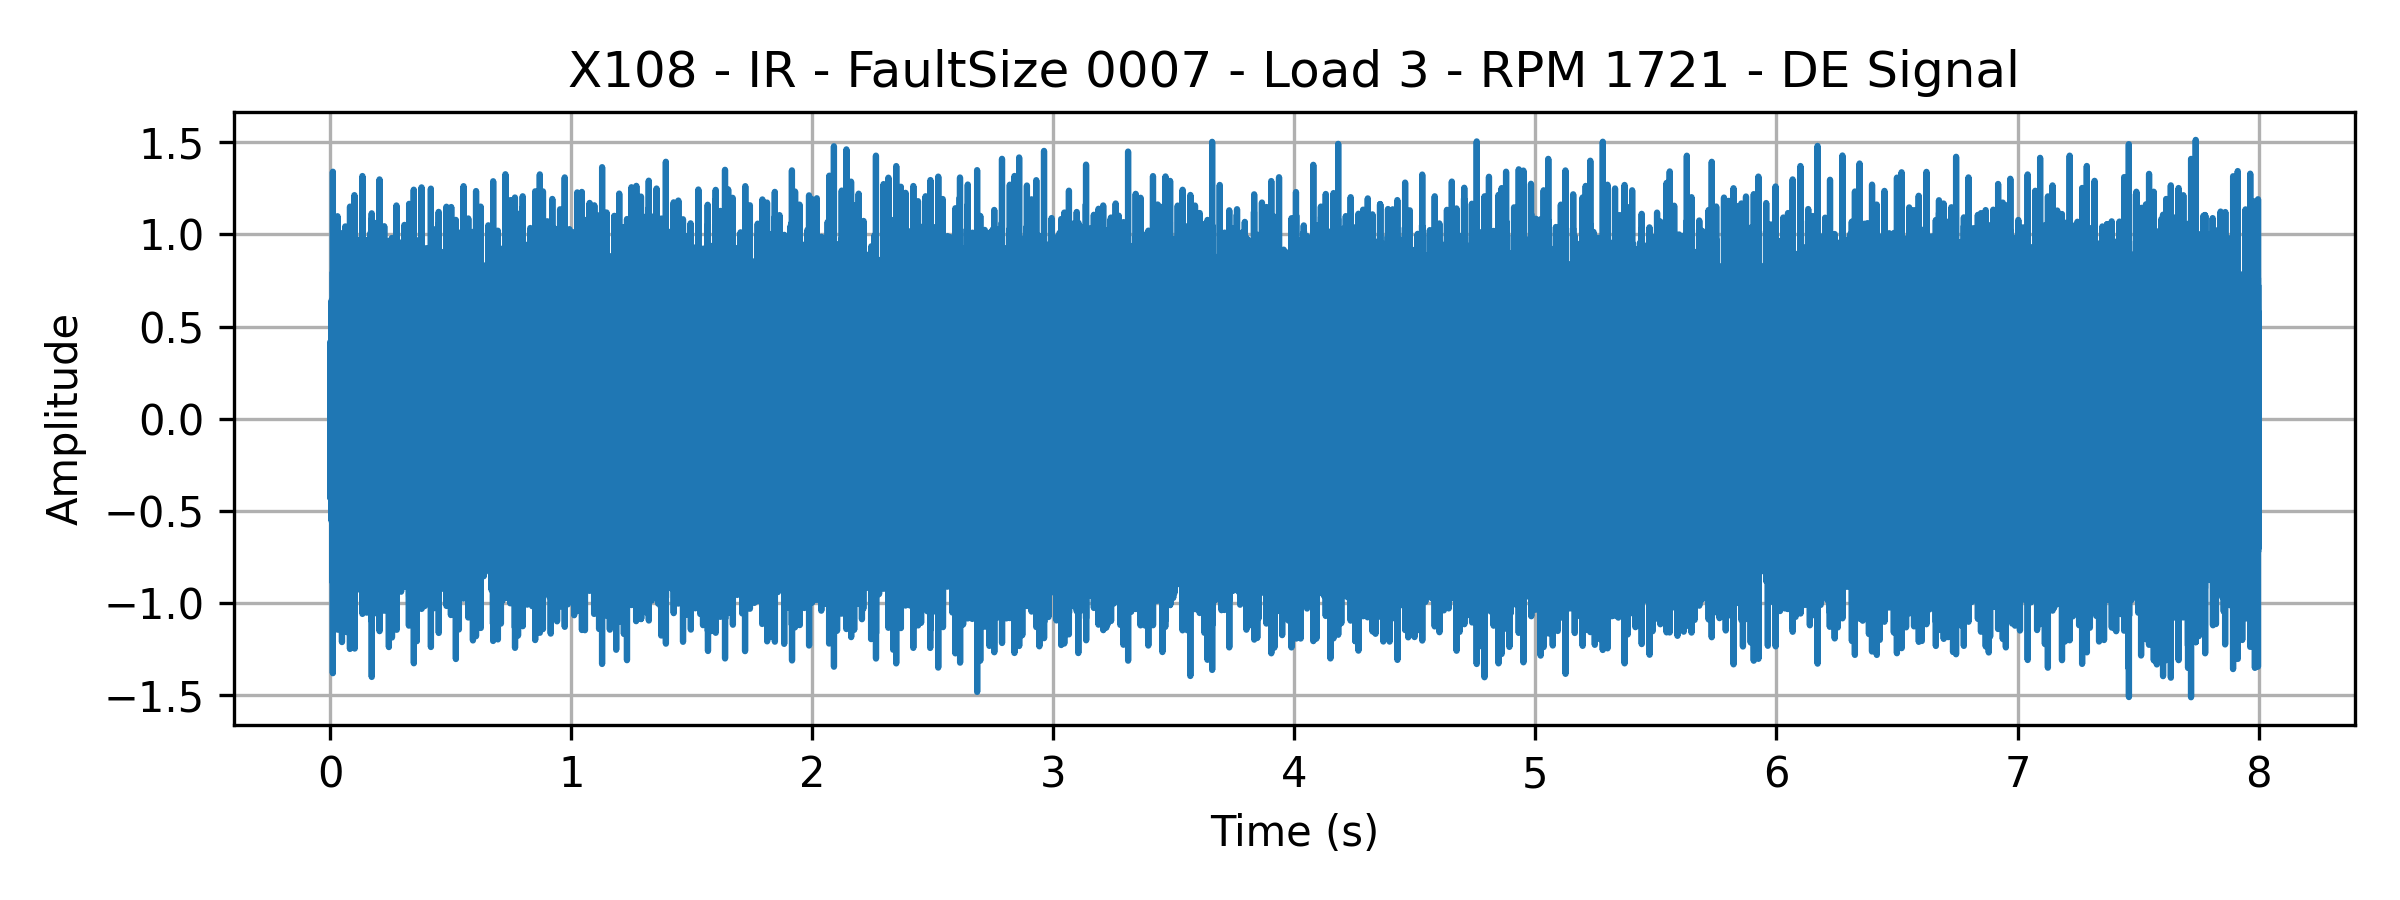 X108 - IR - FaultSize 0007 - Load 3 - RPM 1721 - DE Signal
1.5
1.0
0.5
0.0
−0.5
−1.0
−1.5
Amplitude
0 1 2 3 4 5 6 7 8
Time (s)